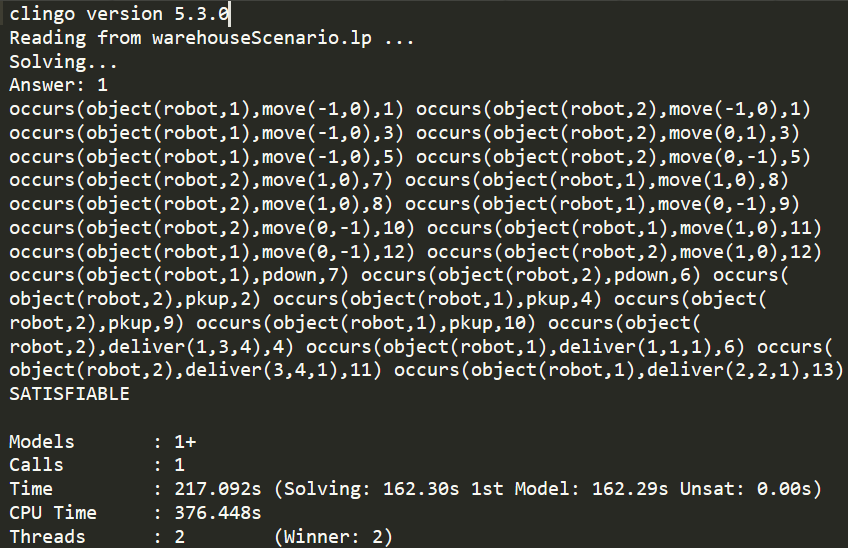 clingo version 5.3.0
Reading from warehouseScenario.lp ...
Solving...
Answer: 1
occurs(object(robot,1),move(-1,0),1) occurs(object(robot,2),move(-1,0),1)
occurs(object(robot,1),move(-1,0),3) occurs(object(robot,2),move(0,1),3)
occurs(object(robot,1),move(-1,0),5) occurs(object(robot,2),move(0,-1),5)
occurs(object(robot,2),move(1,0),7) occurs(object(robot,1),move(1,0),8)
occurs(object(robot,2),move(1,0),8) occurs(object(robot,1),move(0,-1),9)
occurs(object(robot,2),move(0,-1),10) occurs(object(robot,1),move(1,0),11)
occurs(object(robot,1),move(0,-1),12) occurs(object(robot,2),move(1,0),12)
occurs(object(robot,1),pdown,7) occurs(object(robot,2),pdown,6) occurs(
object(robot,2),pkup,2) occurs(object(robot,1),pkup,4) occurs(object(
robot,2),pkup,9) occurs(object(robot,1),pkup,10) occurs(object(
robot,2),deliver(1,3,4),4) occurs(object(robot,1),deliver(1,1,1),6) occurs(
object(robot,2),deliver(3,4,1),11) occurs(object(robot,1),deliver(2,2,1),13)
SATISFIABLE
Models       : 1+
Calls        : 1
Time         : 217.092s (Solving: 162.30s 1st Model: 162.29s Unsat: 0.00s)
CPU Time     : 376.448s
Threads      : 2        (Winner: 2)